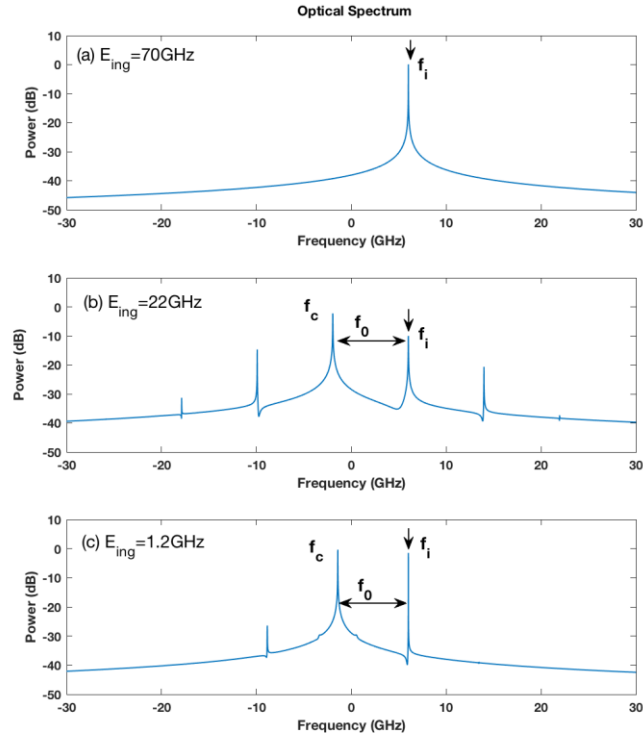 Optical Spectrum
(a) E_ing=70GHz
f_i
Power (dB)
10
0
-10
-20
-30
-40
-50
-30
-20
-10
0
10
20
30
Frequency (GHz)
(b) E_ing=22GHz
f_c
f_0
f_i
Power (dB)
10
0
-10
-20
-30
-40
-50
-30
-20
-10
0
10
20
30
Frequency (GHz)
(c) E_ing=1.2GHz
f_c
f_0
f_i
Power (dB)
10
0
-10
-20
-30
-40
-50
-30
-20
-10
0
10
20
30
Frequency (GHz)